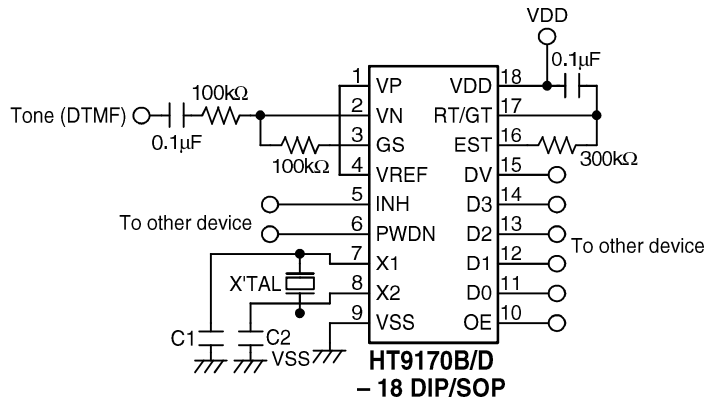 VDD
0.1µF
Tone (DTMF)
0.1µF
100kΩ
100kΩ
1 VP
2 VN
3 GS
4 VREF
5 INH
6 PWDN
7 X1
8 X2
9 VSS
VDD 18
RT/GT 17
EST 16
DV 15
D3 14
D2 13
D1 12
D0 11
OE 10
300kΩ
To other device
To other device
X'TAL
C1
C2
VSS
HT9170B/D
– 18 DIP/SOP